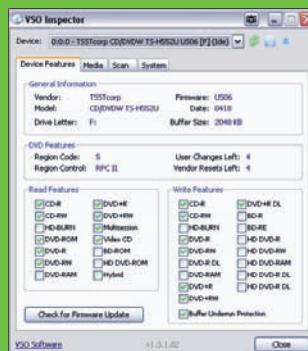 VSO Inspector
Device: 0:0:0 - TSSTcorp CD/DVDW TS-H552U US06 [F] (Ide)
Device Features Media Scan System
General Information
Vendor: TSSTcorp Firmware: US06
Model: CD/DVDW TS-H552U Date: 0418
Drive Letter: F: Buffer Size: 2048 KB
DVD Features
Region Code: 5 User Changes Left: 4
Region Control: RPC II Vendor Resets Left: 4
Read Features Write Features
CD-R DVD+R CD-R DVD+R DL
CD-RW DVD+RW CD-RW BD-R
HD-BURN Multisession HD-BURN BD-RE
DVD-ROM Video CD DVD-R HD DVD-R
DVD-R BD-ROM DVD-RW HD DVD-RW
DVD-RW HD DVD-ROM DVD-R DL HD DVD-RAM
DVD-RAM Hybrid DVD-RAM HD DVD-R DL
DVD+R HD DVD-R DL
DVD+RW
Check for Firmware Update Buffer Underrun Protection
VSO Software v1.3.1.82 Close